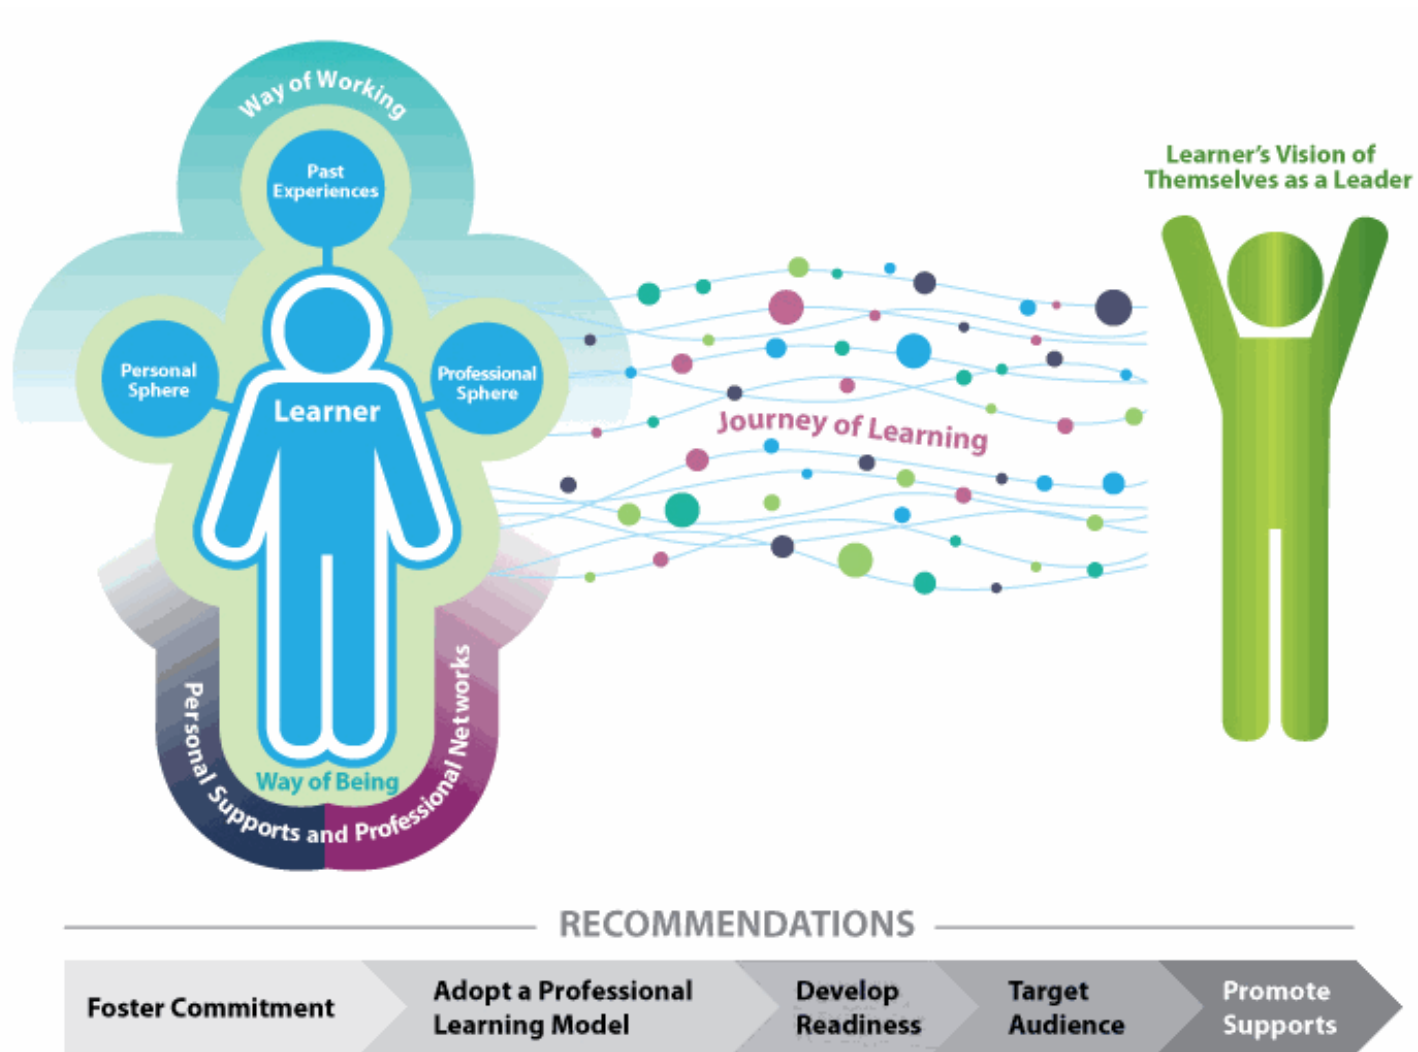 Way of Working
Past
Experiences
Personal
Sphere
Professional
Sphere
Learner
Way of Being
Personal Supports and Professional Networks
Journey of Learning
Learner's Vision of
Themselves as a Leader
RECOMMENDATIONS
Foster Commitment
Adopt a Professional
Learning Model
Develop
Readiness
Target
Audience
Promote
Supports